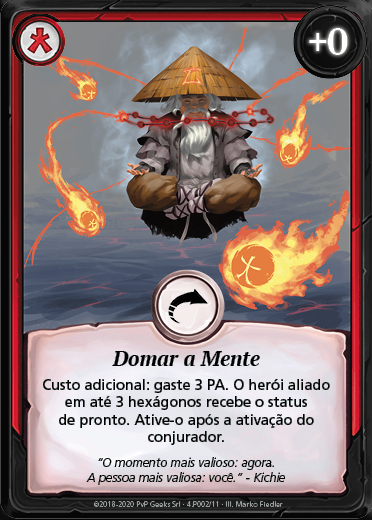 +0
Domar a Mente
Custo adicional: gaste 3 PA. O herói aliado
em até 3 hexágonos recebe o status
de pronto. Ative-o após a ativação do
conjurador.
"O momento mais valioso: agora.
A pessoa mais valiosa: você." - Kichie
©2018-2020 PvP Geeks Srl · 4.P002/11 · Ill. Marko Fiedler